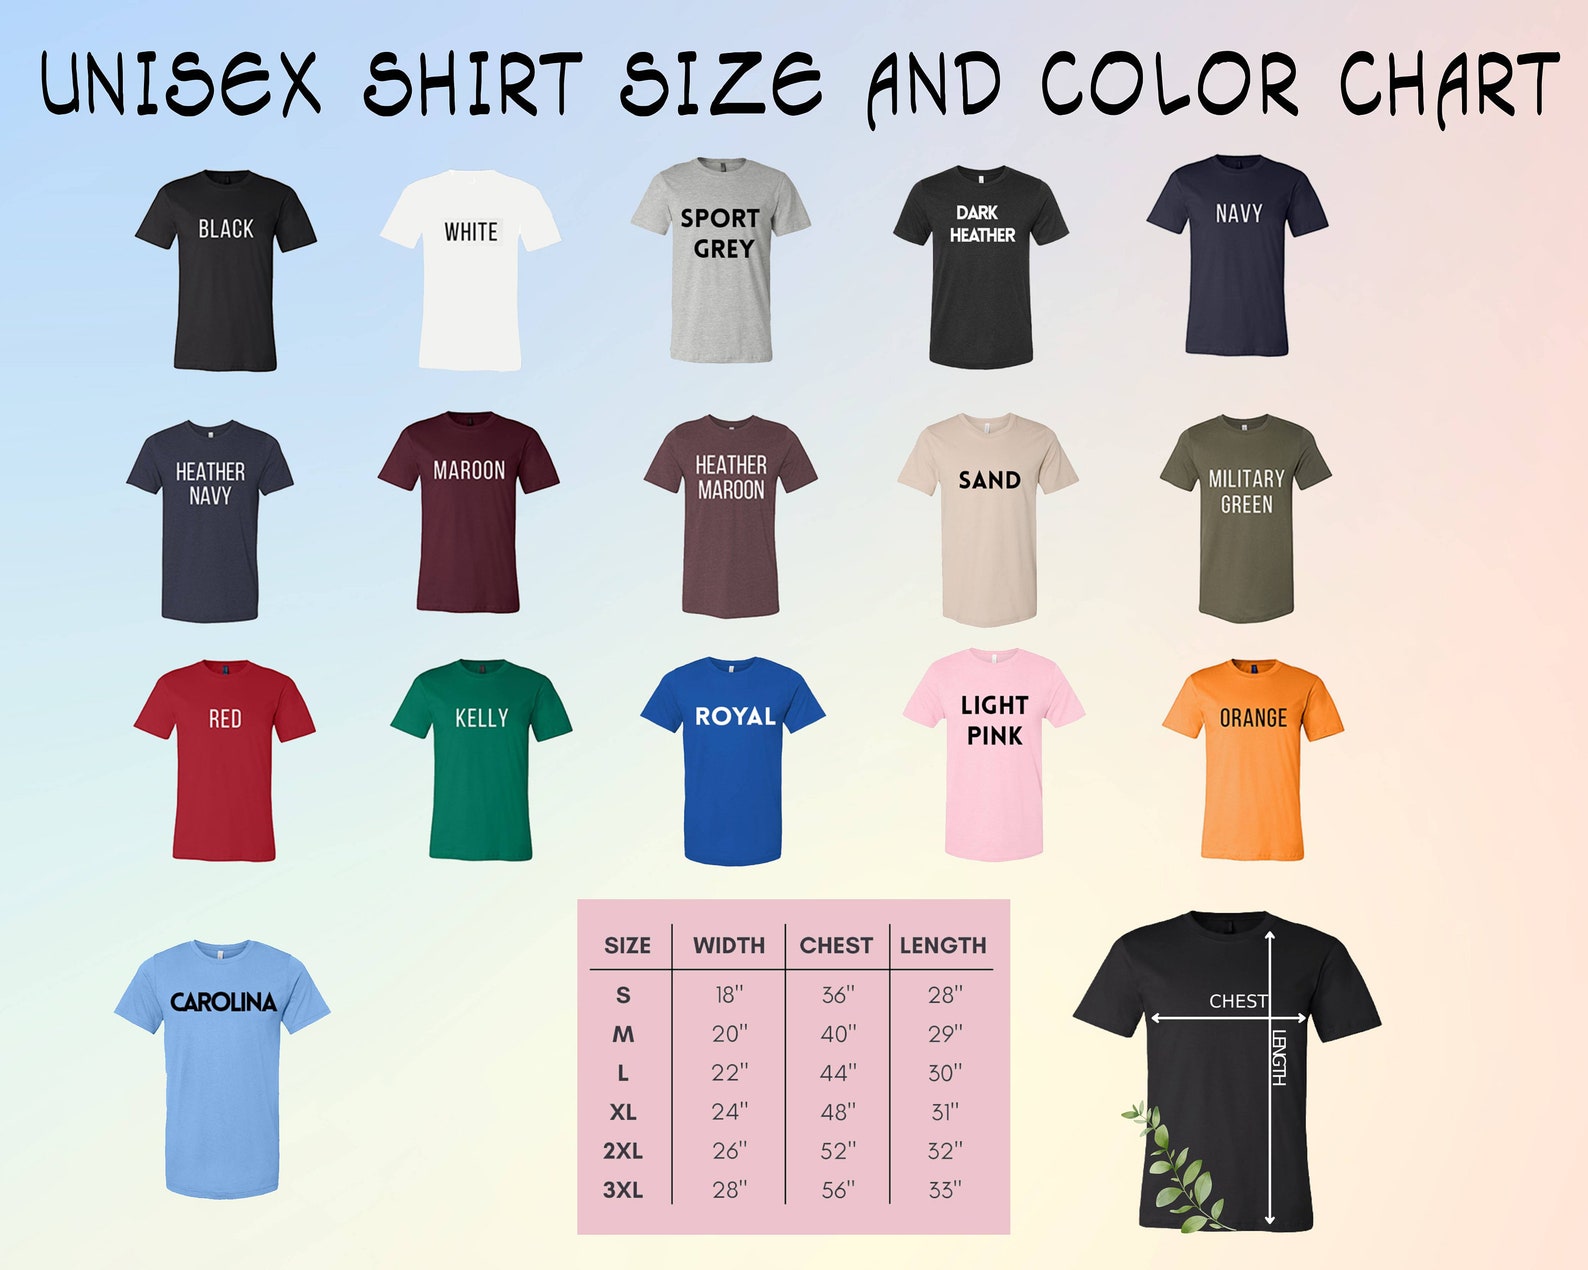 UNISEX SHIRT SIZE AND COLOR CHART
BLACK
WHITE
SPORT
GREY
DARK
HEATHER
NAVY
HEATHER
NAVY
MAROON
HEATHER
MAROON
SAND
MILITARY
GREEN
RED
KELLY
ROYAL
LIGHT
PINK
ORANGE
CAROLINA
SIZE WIDTH CHEST LENGTH
S 18" 36" 28"
M 20" 40" 29"
L 22" 44" 30"
XL 24" 48" 31"
2XL 26" 52" 32"
3XL 28" 56" 33"
CHEST
LENGTH